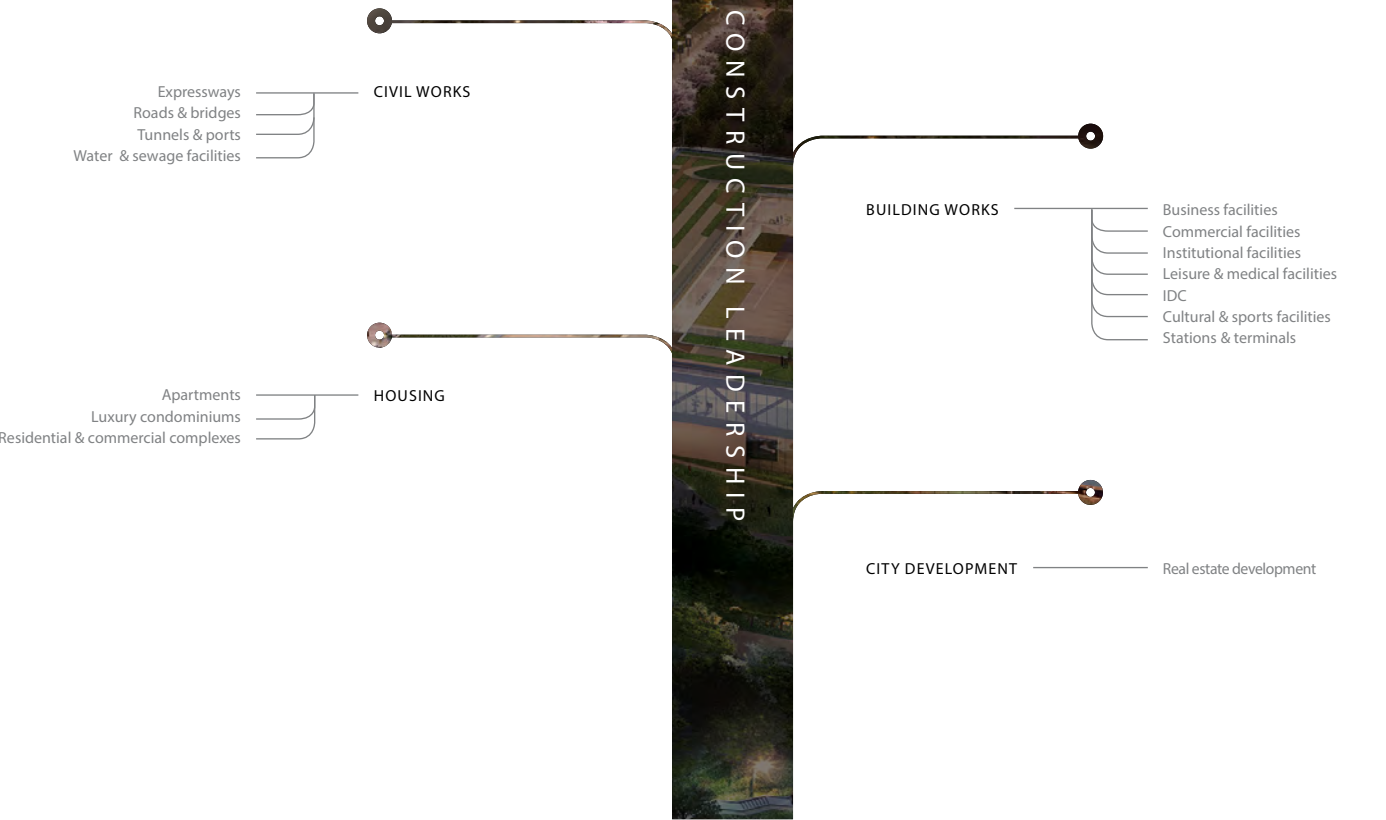 CONSTRUCTION LEADERSHIP
CIVIL WORKS
Expressways
Roads & bridges
Tunnels & ports
Water & sewage facilities
BUILDING WORKS
Business facilities
Commercial facilities
Institutional facilities
Leisure & medical facilities
IDC
Cultural & sports facilities
Stations & terminals
HOUSING
Apartments
Luxury condominiums
Residential & commercial complexes
CITY DEVELOPMENT
Real estate development